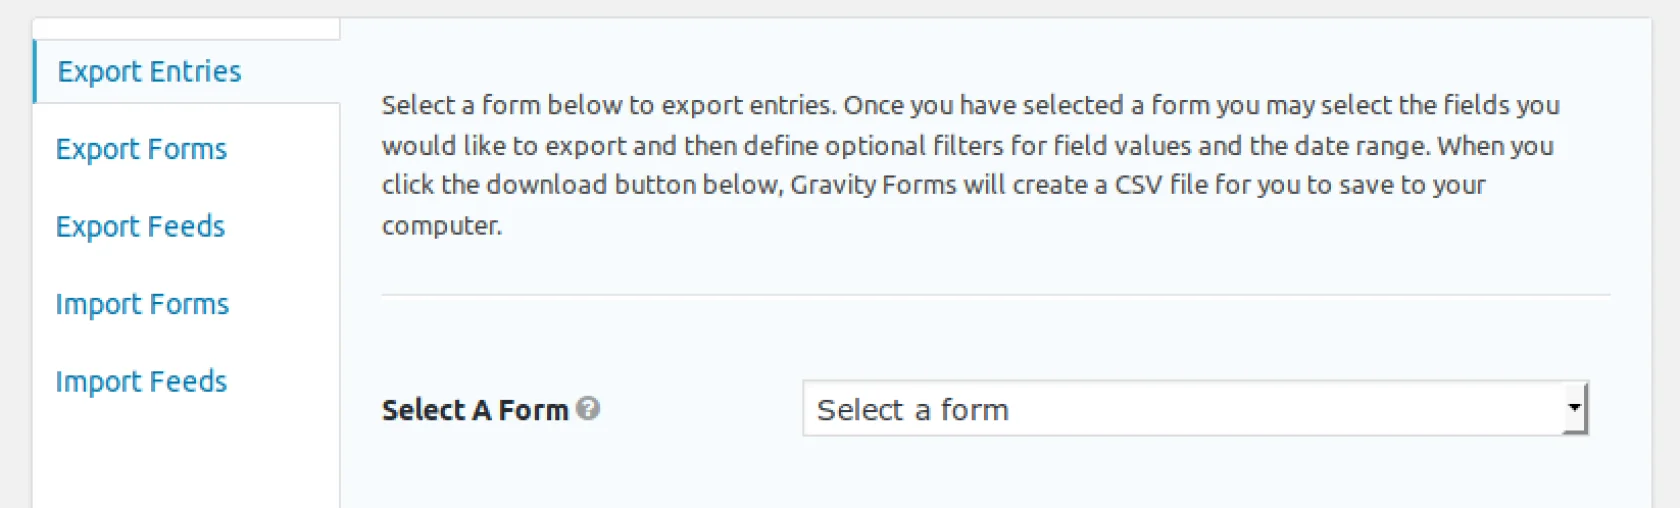 Export Entries
Export Forms
Export Feeds
Import Forms
Import Feeds
Select a form below to export entries. Once you have selected a form you may select the fields you
would like to export and then define optional filters for field values and the date range. When you
click the download button below, Gravity Forms will create a CSV file for you to save to your
computer.
Select A Form ?
Select a form